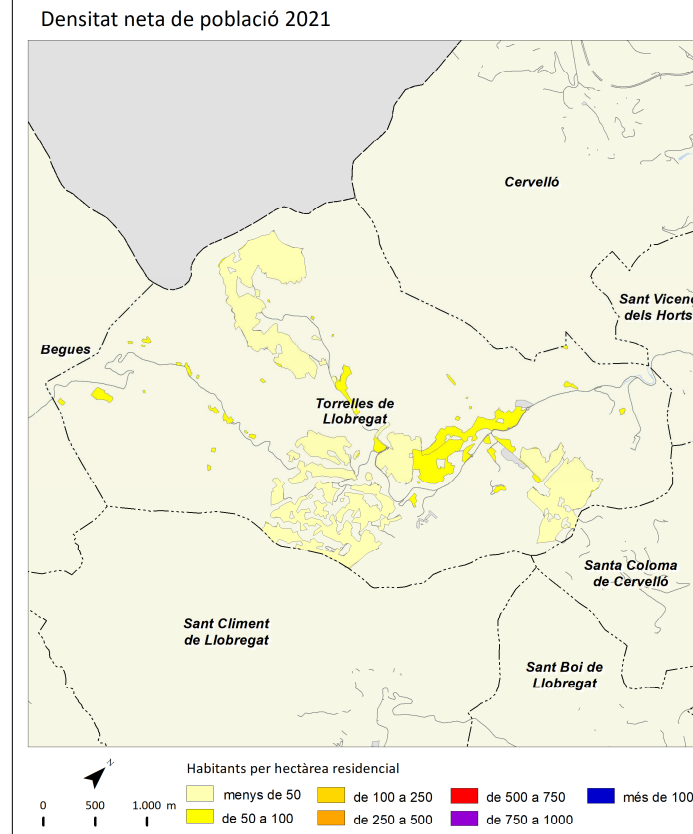 Densitat neta de població 2021
Cervelló
Sant Vicenç
dels Horts
Begues
Torrelles de
Llobregat
Santa Coloma
de Cervelló
Sant Climent
de Llobregat
Sant Boi de
Llobregat
N
Habitants per hectàrea residencial
0 500 1.000 m
menys de 50
de 50 a 100
de 100 a 250
de 250 a 500
de 500 a 750
de 750 a 1000
més de 100